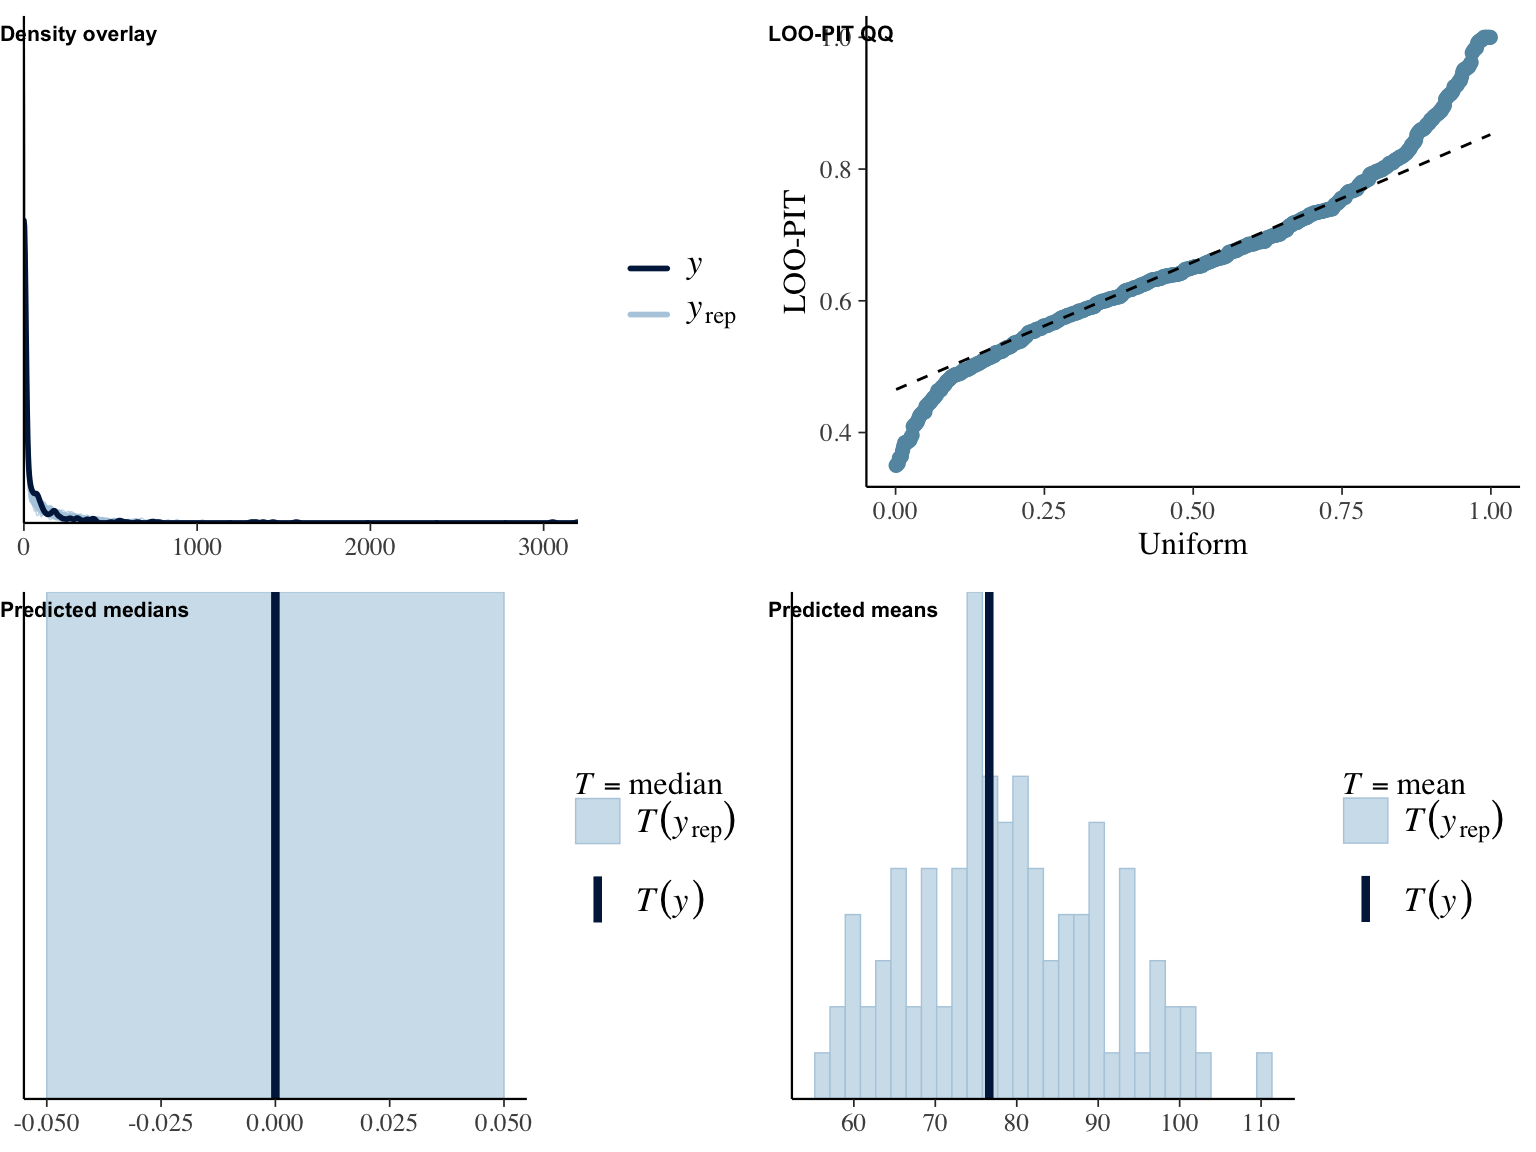 Density overlay
y
y rep
0 1000 2000 3000
LOO-PIT QQ
1.0
0.8
0.6
0.4
LOO-PIT
0.00 0.25 0.50 0.75 1.00
Uniform
Predicted medians
T = median
T(y rep)
T(y)
-0.050 -0.025 0.000 0.025 0.050
Predicted means
T = mean
T(y rep)
T(y)
60 70 80 90 100 110